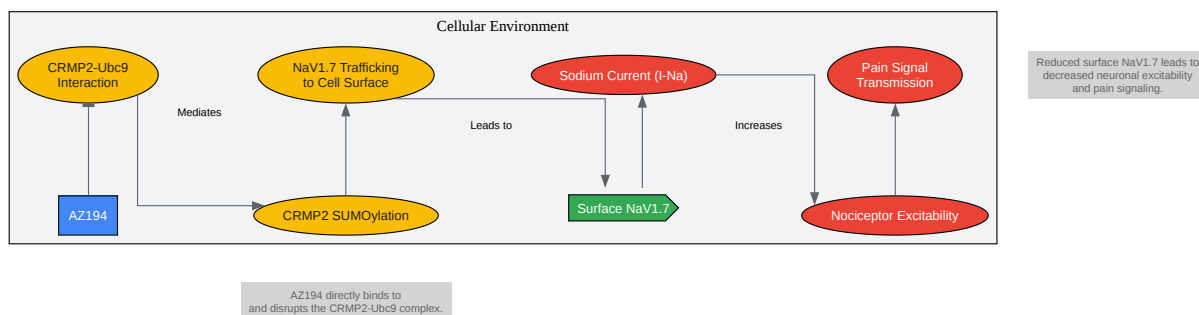 Cellular Environment
CRMP2-Ubc9
Interaction
NaV1.7 Trafficking
to Cell Surface
Sodium Current (I-Na)
Pain Signal
Transmission
Reduced surface NaV1.7 leads to
decreased neuronal excitability
and pain signaling.
Mediates
Leads to
Increases
AZ194
CRMP2 SUMOylation
Surface NaV1.7
Nociceptor Excitability
AZ194 directly binds to
and disrupts the CRMP2-Ubc9 complex.